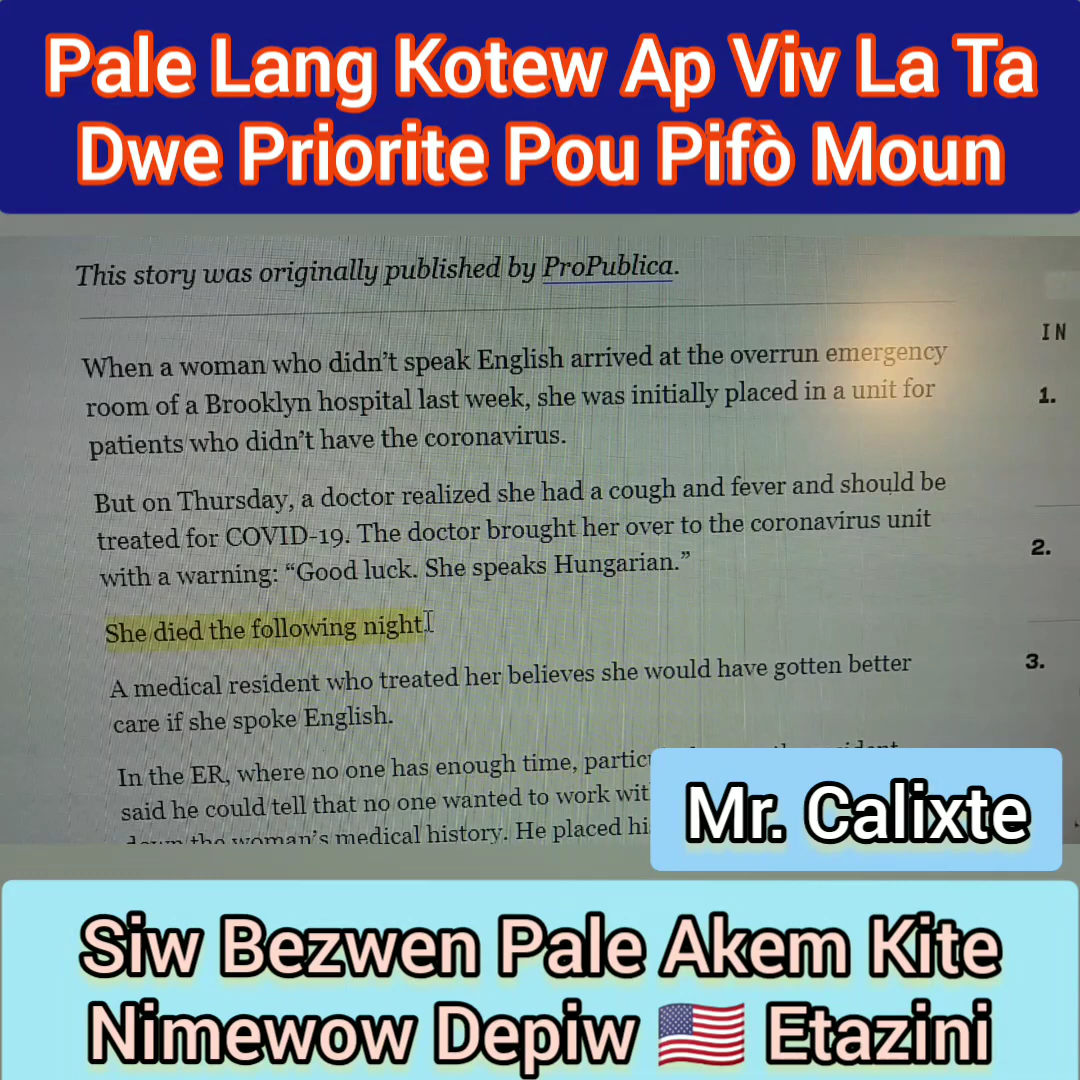 Pale Lang Kotew Ap Viv La Ta
Dwe Priorite Pou Pifò Moun
This story was originally published by ProPublica.
IN
When a woman who didn't speak English arrived at the overrun emergency
room of a Brooklyn hospital last week, she was initially placed in a unit for
1.
patients who didn't have the coronavirus.
But on Thursday, a doctor realized she had a cough and fever and should be
treated for COVID-19. The doctor brought her over to the coronavirus unit
2.
with a warning: “Good luck. She speaks Hungarian.”
She died the following night
3.
A medical resident who treated her believes she would have gotten better
care if she spoke English.
In the ER, where no one has enough time,
said he could tell that no one wanted to work
the woman's medical history. He placed
Mr. Calixte
Siw Bezwen Pale Akem Kite
Nimewow Depiw 🇺🇸 Etazini